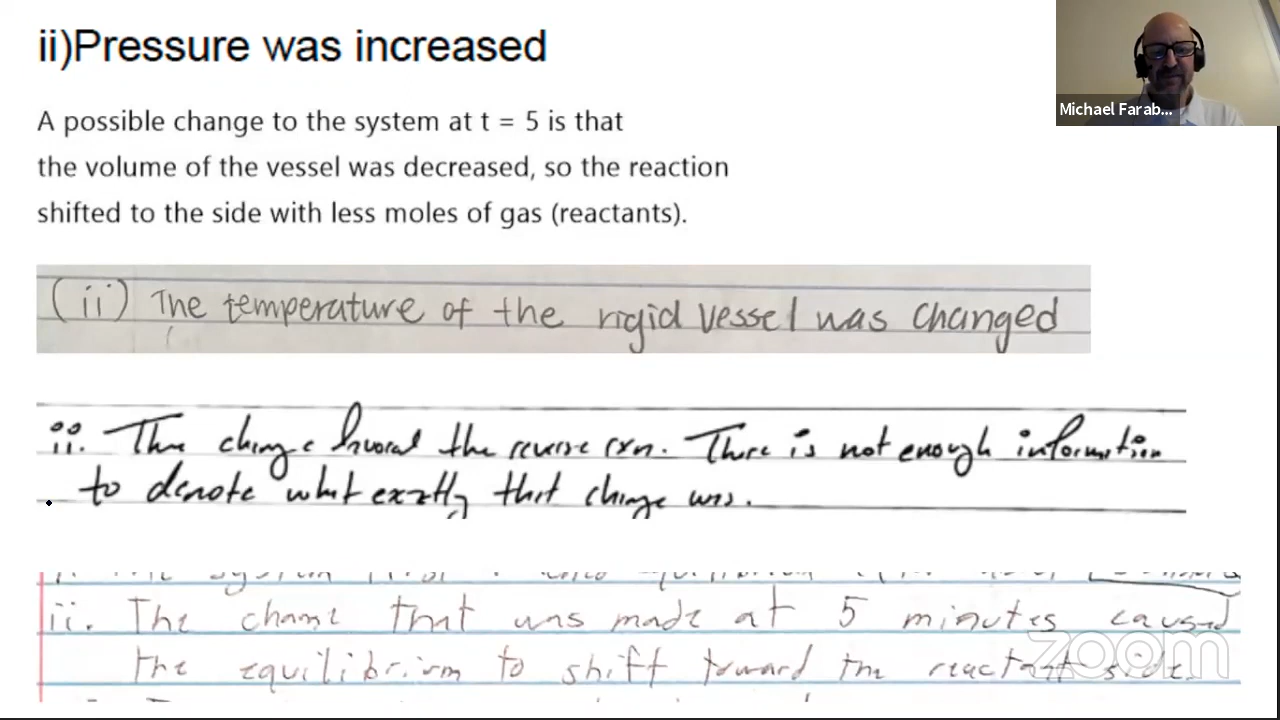 ii)Pressure was increased
Michael Farab...
A possible change to the system at t = 5 is that
the volume of the vessel was decreased, so the reaction
shifted to the side with less moles of gas (reactants).
(ii) The temperature of the rigid vessel was changed
ii. The change favored the reverse rxn. There is not enough information
to denote what exactly that change was.
ii. The change that was made at 5 minutes caused
the equilibrium to shift toward the reactant side.
zoom